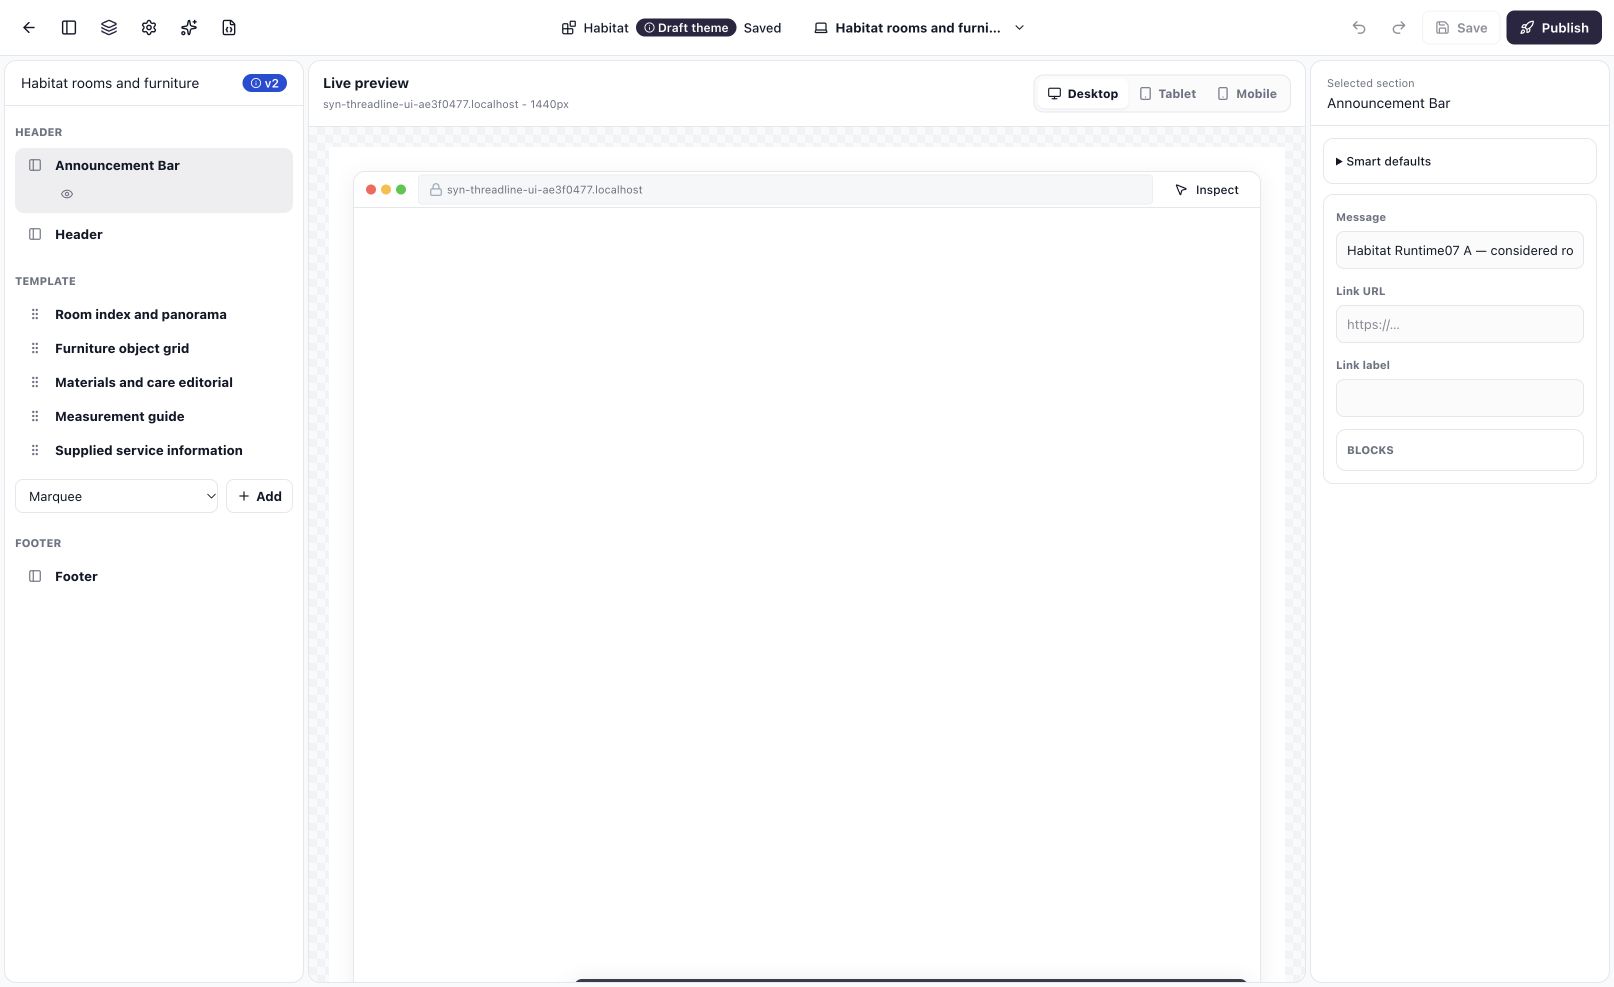 Habitat Draft theme Saved Habitat rooms and furni... Save Publish
Habitat rooms and furniture v2
HEADER
Announcement Bar
Header
TEMPLATE
Room index and panorama
Furniture object grid
Materials and care editorial
Measurement guide
Supplied service information
Marquee Add
FOOTER
Footer
Live preview
syn-threadline-ui-ae3f0477.localhost - 1440px
Desktop Tablet Mobile
syn-threadline-ui-ae3f0477.localhost Inspect
Selected section
Announcement Bar
Smart defaults
Message
Habitat Runtime07 A — considered ro
Link URL
https://...
Link label
BLOCKS